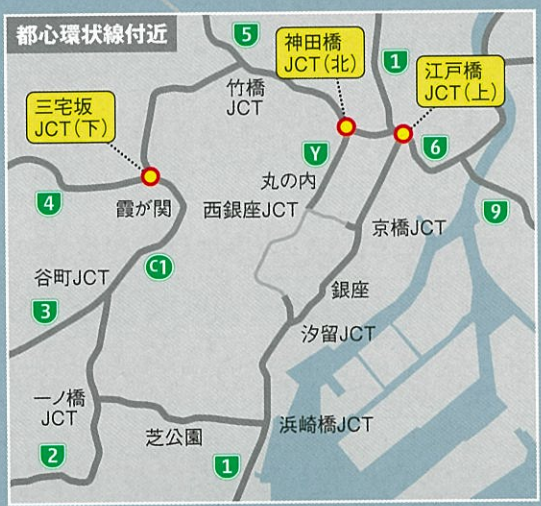 都心環状線付近
5
神田橋
JCT(北)
1
江戸橋
JCT(上)
竹橋
JCT
三宅坂
JCT(下)
Y
6
丸の内
4
霞が関
西銀座JCT
9
京橋JCT
谷町JCT
C1
銀座
3
汐留JCT
一ノ橋
JCT
浜崎橋JCT
芝公園
2
1